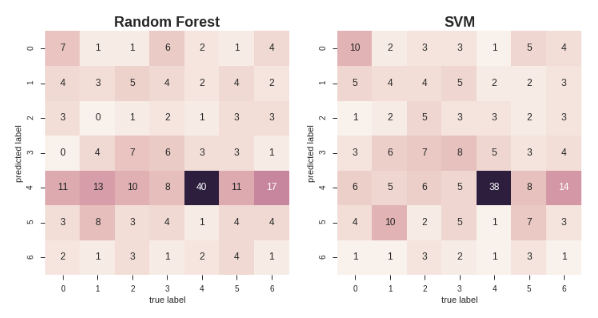 Random Forest
0 7 1 1 6 2 1 4
1 4 3 5 4 2 4 2
2 3 0 1 2 1 3 3
3 0 4 7 6 3 3 1
4 11 13 10 8 40 11 17
5 3 8 3 4 1 4 4
6 2 1 3 1 2 4 1
0 1 2 3 4 5 6
predicted label
true label
SVM
0 10 2 3 3 1 5 4
1 5 4 4 5 2 2 3
2 1 2 5 3 3 2 3
3 3 6 7 8 5 3 4
4 6 5 6 5 38 8 14
5 4 10 2 5 1 7 3
6 1 1 3 2 1 3 1
0 1 2 3 4 5 6
predicted label
true label